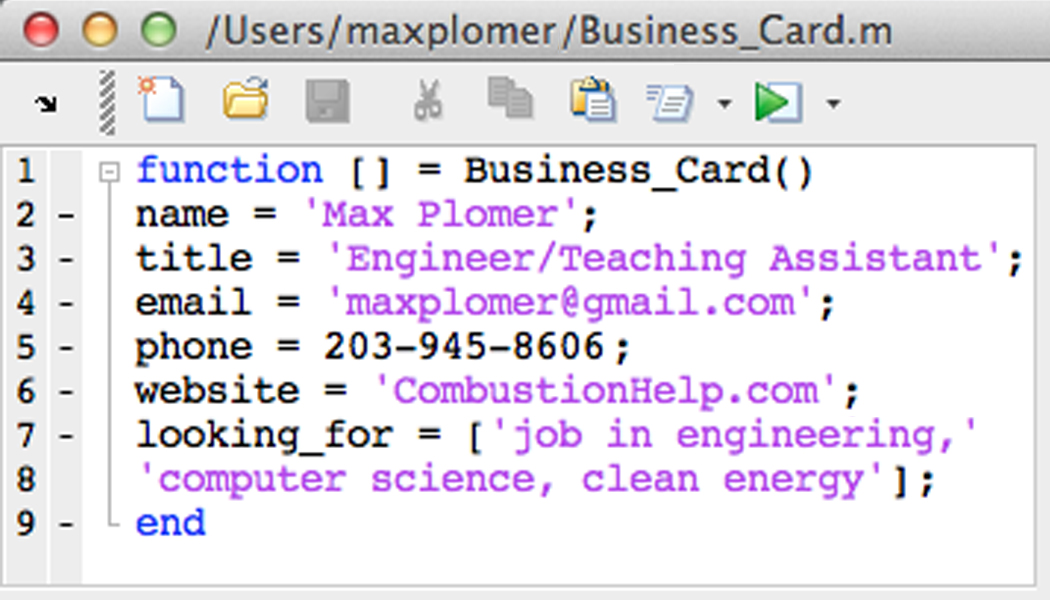 /Users/maxplomer/Business_Card.m
1 function [] = Business_Card()
2 - name = 'Max Plomer';
3 - title = 'Engineer/Teaching Assistant';
4 - email = 'maxplomer@gmail.com';
5 - phone = 203-945-8606;
6 - website = 'CombustionHelp.com';
7 - looking_for = ['job in engineering,'
8 'computer science, clean energy'];
9 - end